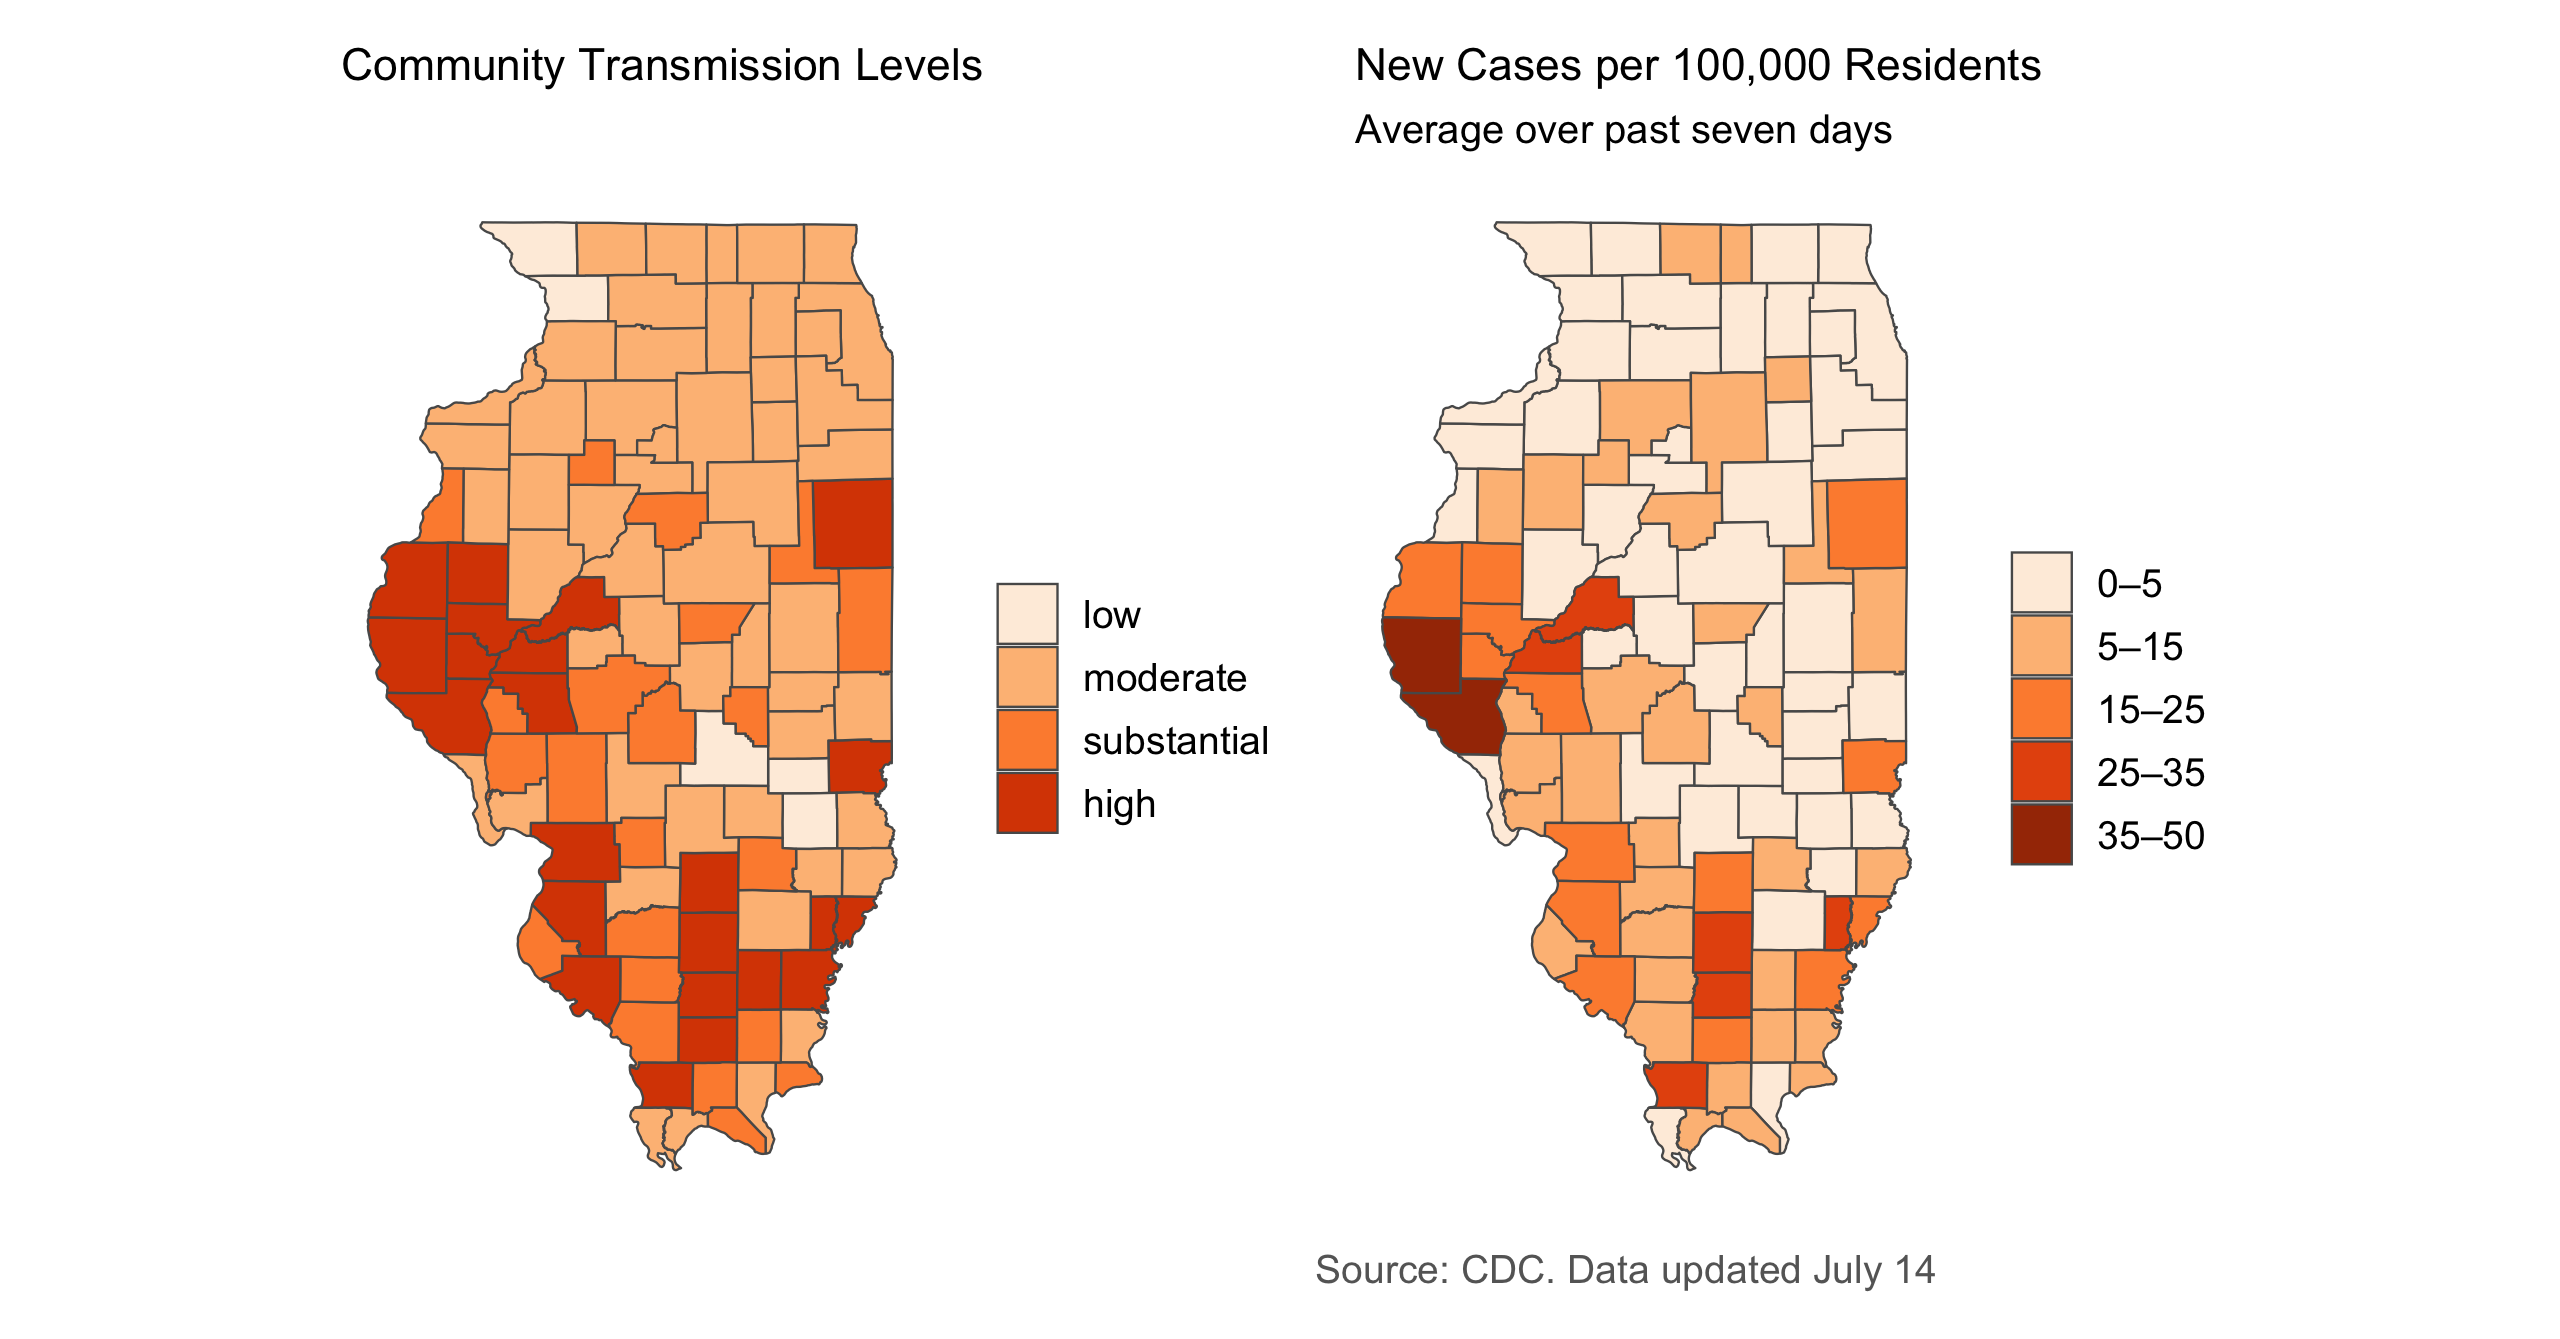 Community Transmission Levels
low
moderate
substantial
high
New Cases per 100,000 Residents
Average over past seven days
0–5
5–15
15–25
25–35
35–50
Source: CDC. Data updated July 14